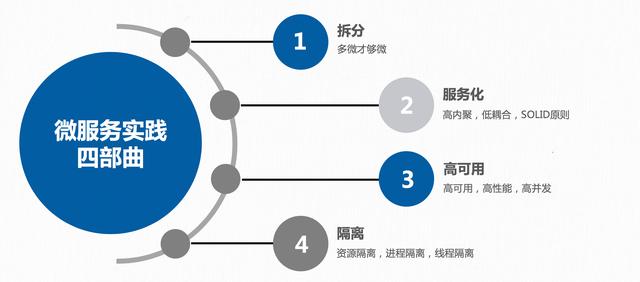 微服务实践
四部曲
1
拆分
多微才够微
2
服务化
高内聚，低耦合，SOLID原则
3
高可用
高可用，高性能，高并发
4
隔离
资源隔离，进程隔离，线程隔离